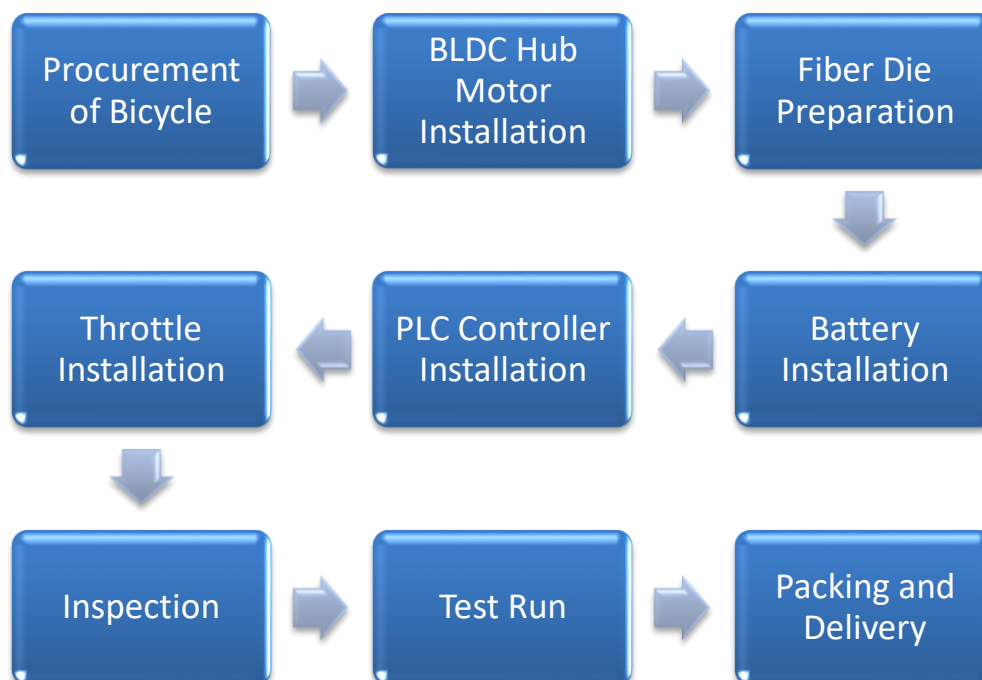 Procurement
of Bicycle
BLDC Hub
Motor
Installation
Fiber Die
Preparation
Battery
Installation
PLC Controller
Installation
Throttle
Installation
Inspection
Test Run
Packing and
Delivery